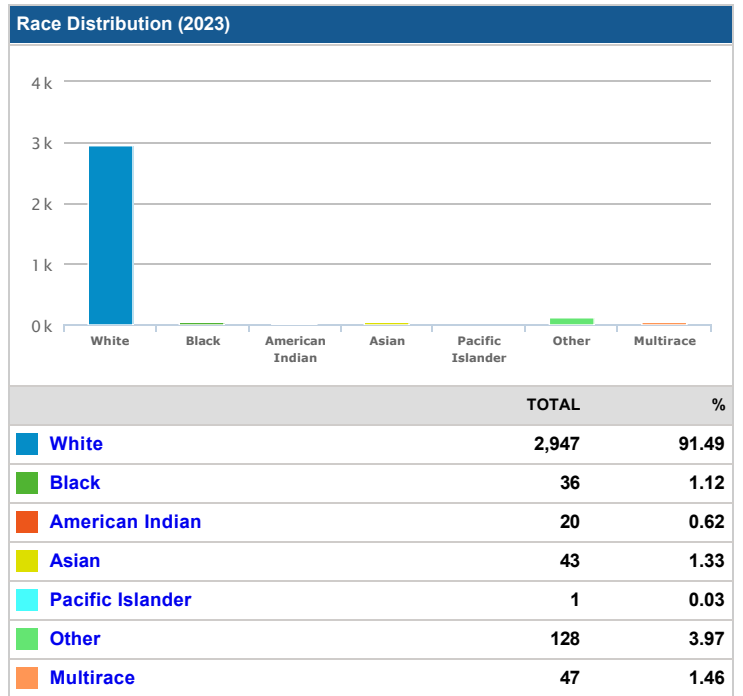 Race Distribution (2023)
4 k
3 k
2 k
1 k
0 k
White Black American Indian Asian Pacific Islander Other Multirace
TOTAL %
White 2,947 91.49
Black 36 1.12
American Indian 20 0.62
Asian 43 1.33
Pacific Islander 1 0.03
Other 128 3.97
Multirace 47 1.46